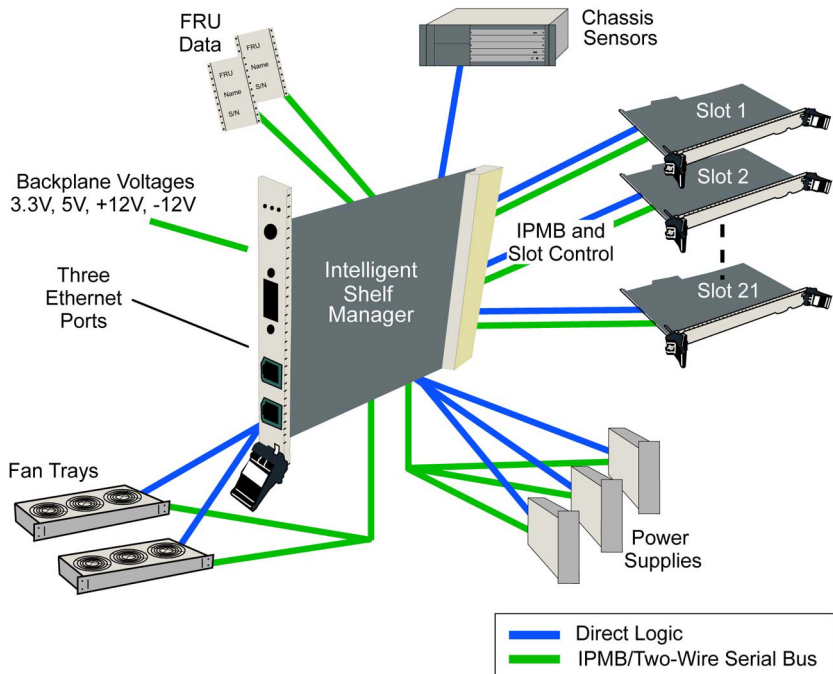 FRU
Data
FRU
Name
S/N
FRU
Name
S/N
Chassis
Sensors
Slot 1
Slot 2
Slot 21
Backplane Voltages
3.3V, 5V, +12V, -12V
IPMB and
Slot Control
Three
Ethernet
Ports
Intelligent
Shelf
Manager
Fan Trays
Power
Supplies
Direct Logic
IPMB/Two-Wire Serial Bus